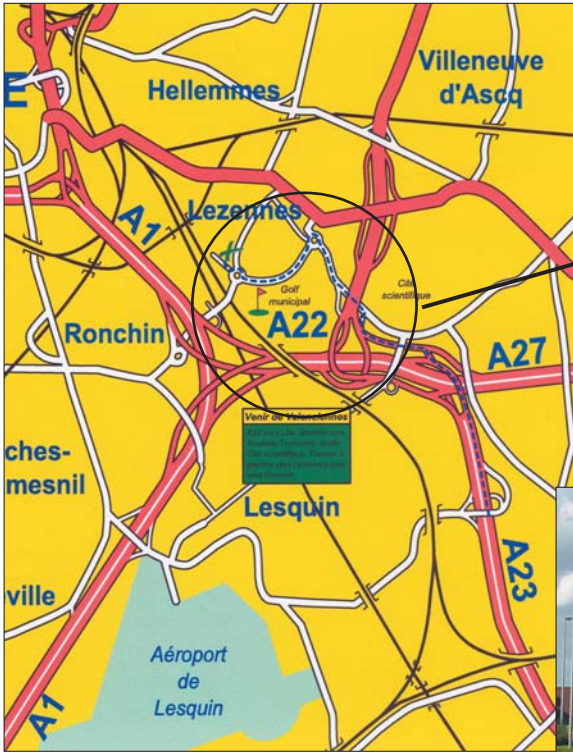 Villeneuve
d'Ascq
E
Hellemmes
A1
Lezennes
Golf
municipal
Cité
scientifique
A22
Ronchin
A27
Venir de Valenciennes
ches-
mesnil
Lesquin
A23
ville
Aéroport
de
Lesquin
A1